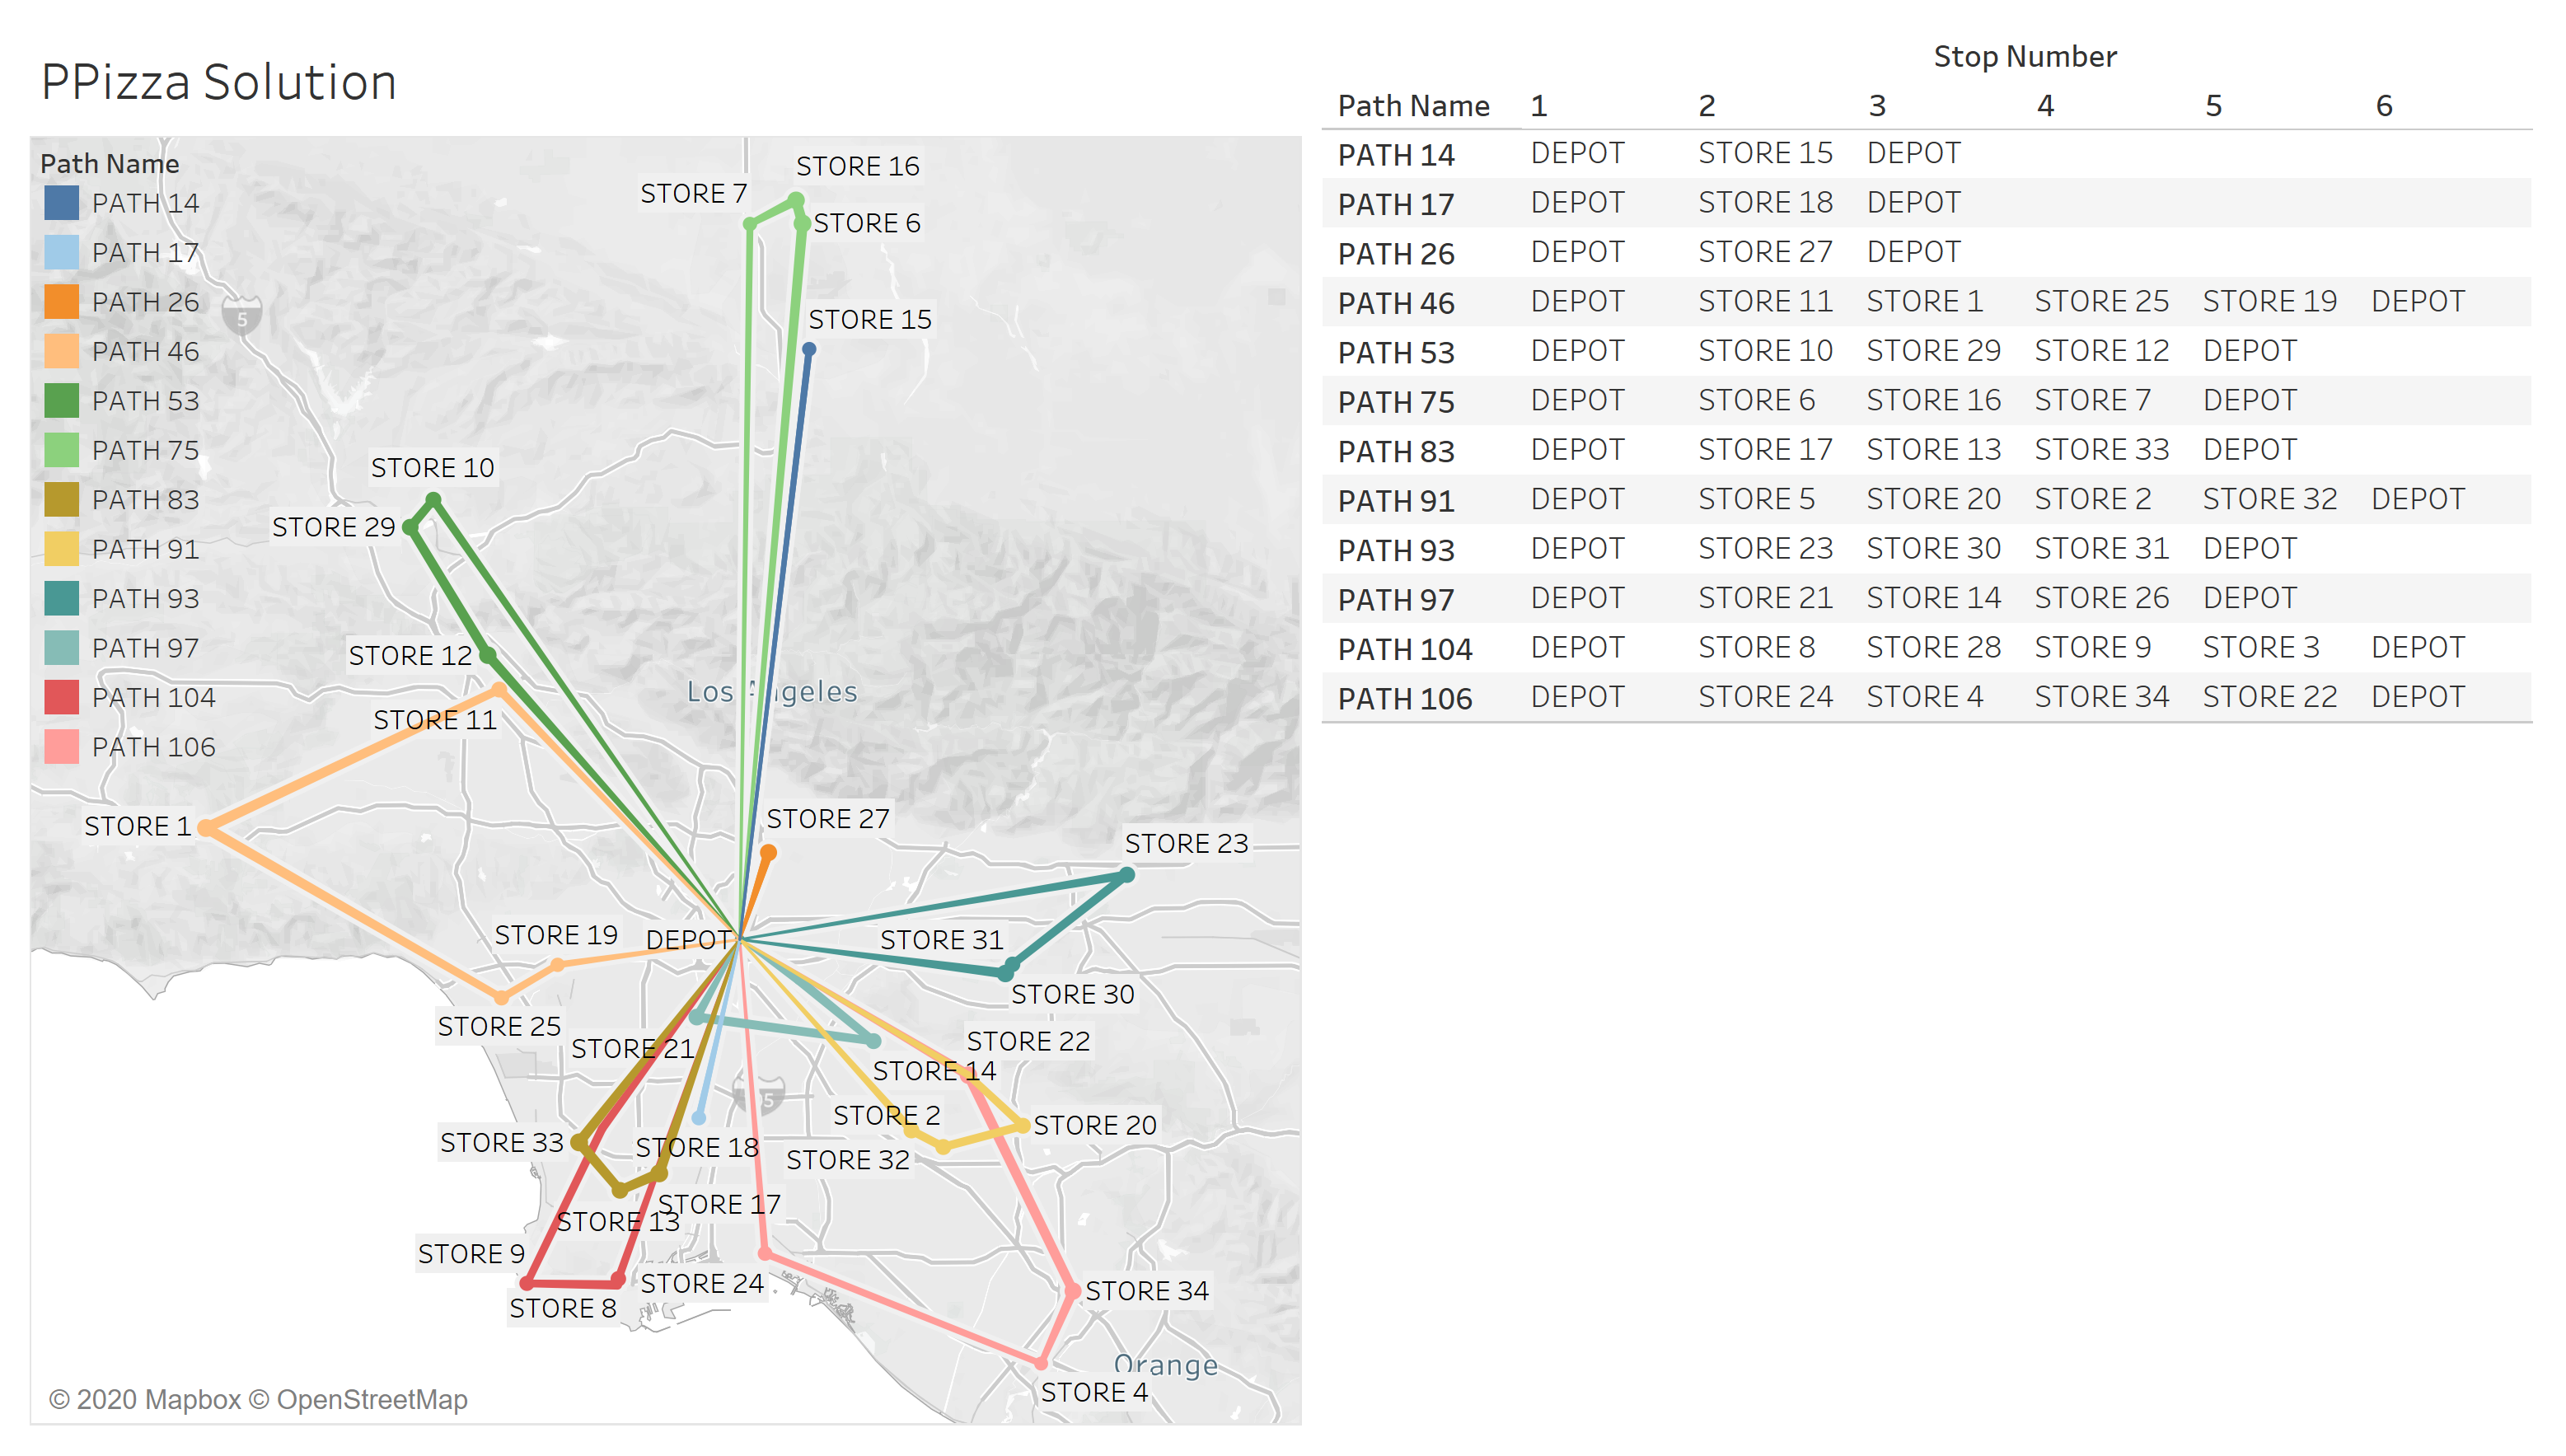 PPizza Solution
Path Name
PATH 14
PATH 17
PATH 26
PATH 46
PATH 53
PATH 75
PATH 83
PATH 91
PATH 93
PATH 97
PATH 104
PATH 106
5
STORE 16
STORE 7
STORE 6
STORE 15
STORE 10
STORE 29
STORE 12
Los Angeles
STORE 11
STORE 27
STORE 1
STORE 23
STORE 19
DEPOT
STORE 31
STORE 30
STORE 25
STORE 21
STORE 22
STORE 14
5
STORE 2
STORE 20
STORE 33
STORE 18
STORE 32
STORE 17
STORE 13
STORE 9
STORE 24
STORE 34
STORE 8
Orange
STORE 4
© 2020 Mapbox © OpenStreetMap
Stop Number
Path Name 1 2 3 4 5 6
PATH 14 DEPOT STORE 15 DEPOT
PATH 17 DEPOT STORE 18 DEPOT
PATH 26 DEPOT STORE 27 DEPOT
PATH 46 DEPOT STORE 11 STORE 1 STORE 25 STORE 19 DEPOT
PATH 53 DEPOT STORE 10 STORE 29 STORE 12 DEPOT
PATH 75 DEPOT STORE 6 STORE 16 STORE 7 DEPOT
PATH 83 DEPOT STORE 17 STORE 13 STORE 33 DEPOT
PATH 91 DEPOT STORE 5 STORE 20 STORE 2 STORE 32 DEPOT
PATH 93 DEPOT STORE 23 STORE 30 STORE 31 DEPOT
PATH 97 DEPOT STORE 21 STORE 14 STORE 26 DEPOT
PATH 104 DEPOT STORE 8 STORE 28 STORE 9 STORE 3 DEPOT
PATH 106 DEPOT STORE 24 STORE 4 STORE 34 STORE 22 DEPOT